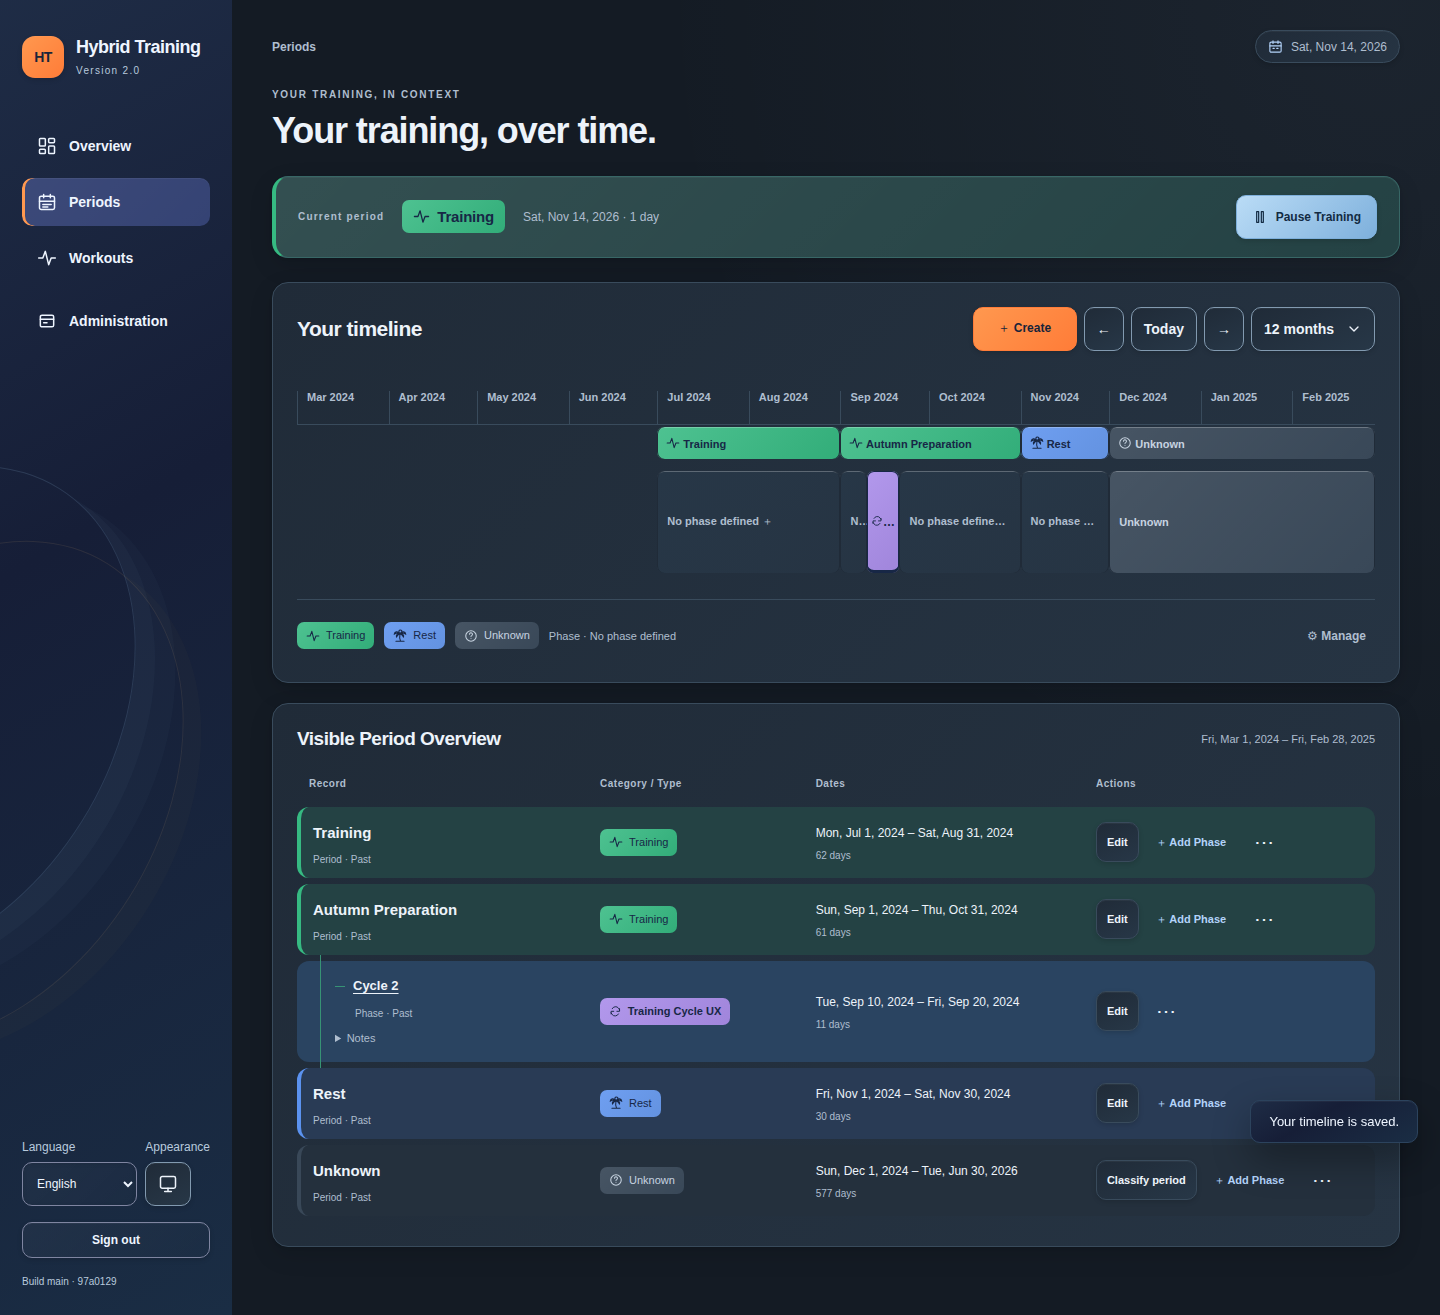 HT
Hybrid Training
Version 2.0
Overview
Periods
Workouts
Administration
Language
Appearance
English
Sign out
Build main · 97a0129
Periods
Sat, Nov 14, 2026
YOUR TRAINING, IN CONTEXT
Your training, over time.
Current period
Training
Sat, Nov 14, 2026 · 1 day
Pause Training
Your timeline
+ Create
←
Today
→
12 months
Mar 2024
Apr 2024
May 2024
Jun 2024
Jul 2024
Aug 2024
Sep 2024
Oct 2024
Nov 2024
Dec 2024
Jan 2025
Feb 2025
Training
Autumn Preparation
Rest
Unknown
No phase defined +
N…
…
No phase define…
No phase …
Unknown
Training
Rest
Unknown
Phase · No phase defined
⚙ Manage
Visible Period Overview
Fri, Mar 1, 2024 – Fri, Feb 28, 2025
Record
Category / Type
Dates
Actions
Training
Period · Past
Training
Mon, Jul 1, 2024 – Sat, Aug 31, 2024
62 days
Edit
+ Add Phase
···
Autumn Preparation
Period · Past
Training
Sun, Sep 1, 2024 – Thu, Oct 31, 2024
61 days
Edit
+ Add Phase
···
— Cycle 2
Phase · Past
▶ Notes
Training Cycle UX
Tue, Sep 10, 2024 – Fri, Sep 20, 2024
11 days
Edit
···
Rest
Period · Past
Rest
Fri, Nov 1, 2024 – Sat, Nov 30, 2024
30 days
Edit
+ Add Phase
Your timeline is saved.
Unknown
Period · Past
Unknown
Sun, Dec 1, 2024 – Tue, Jun 30, 2026
577 days
Classify period
+ Add Phase
···